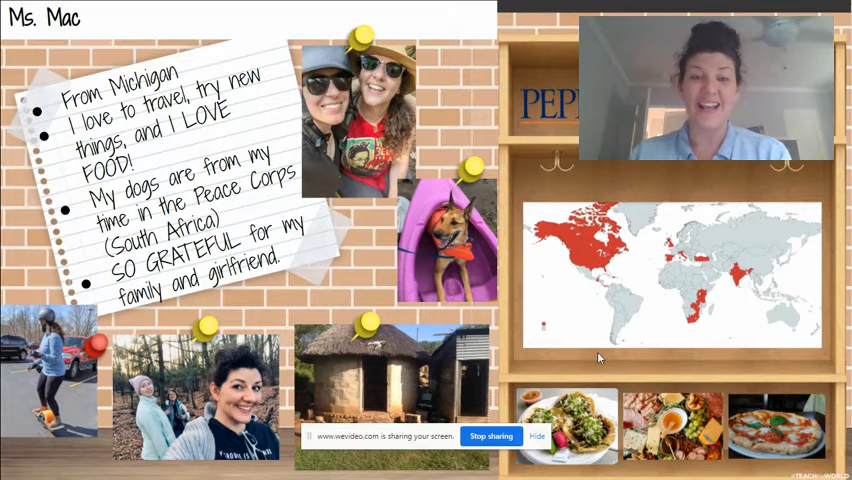 Ms. Mac
From Michigan
I love to travel, try new
things, and I LOVE
FOOD!
My dogs are from my
time in the Peace Corps
(South Africa)
SO GRATEFUL for my
family and girlfriend.
www.wevideo.com is sharing your screen.
Stop sharing
Hide